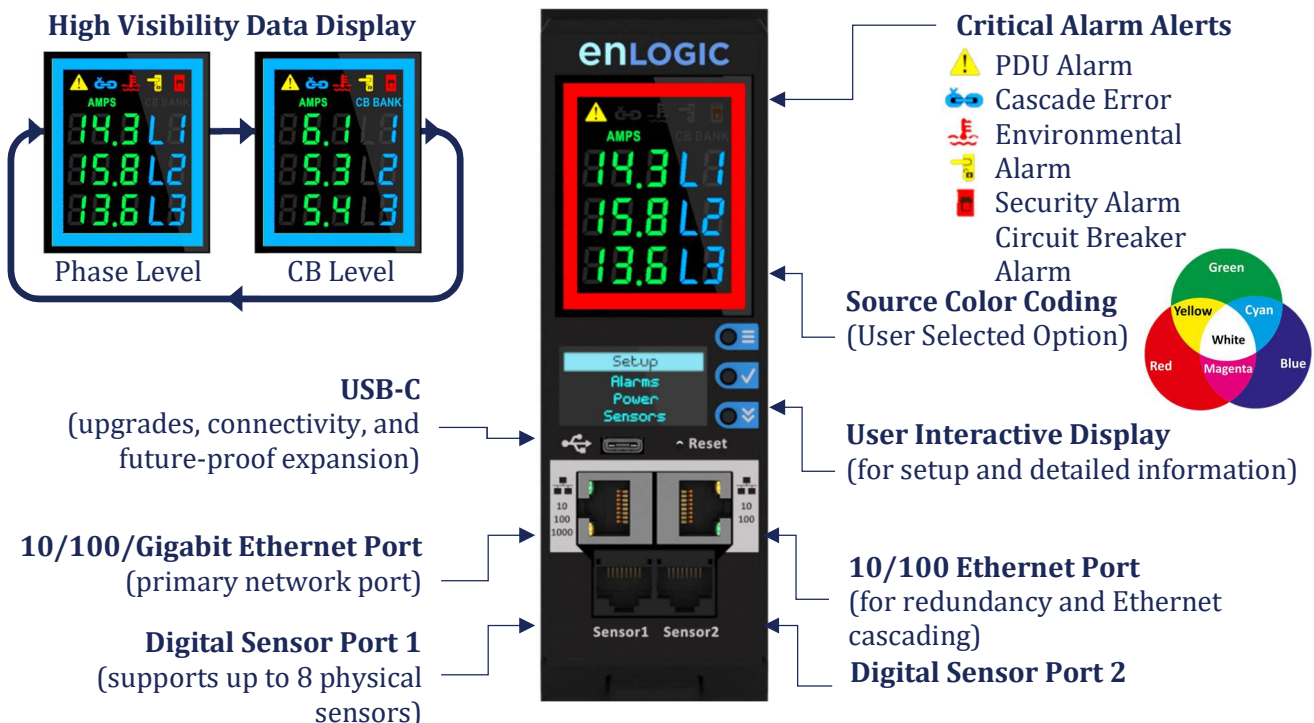 High Visibility Data Display
AMPS CB BANK
14.3 L1
15.8 L2
13.6 L3
Phase Level
AMPS CB BANK
6.1 1
5.3 2
5.4 3
CB Level
enLOGIC
AMPS CB BANK
14.3 L1
15.8 L2
13.6 L3
Setup
Alarms
Power
Sensors
Reset
10
100
1000
10
100
Sensor1 Sensor2
USB-C
(upgrades, connectivity, and
future-proof expansion)
10/100/Gigabit Ethernet Port
(primary network port)
Digital Sensor Port 1
(supports up to 8 physical
sensors)
Critical Alarm Alerts
PDU Alarm
Cascade Error
Environmental
Alarm
Security Alarm
Circuit Breaker
Alarm
Source Color Coding
(User Selected Option)
Green
Yellow
Cyan
White
Red
Magenta
Blue
User Interactive Display
(for setup and detailed information)
10/100 Ethernet Port
(for redundancy and Ethernet
cascading)
Digital Sensor Port 2